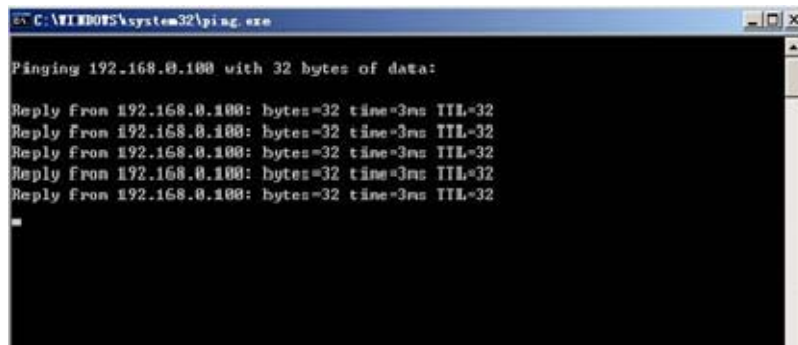 C:\WINDOWS\system32\ping.exe
Pinging 192.168.0.100 with 32 bytes of data:
Reply from 192.168.0.100: bytes=32 time=3ms TTL=32
Reply from 192.168.0.100: bytes=32 time=3ms TTL=32
Reply from 192.168.0.100: bytes=32 time=3ms TTL=32
Reply from 192.168.0.100: bytes=32 time=3ms TTL=32
Reply from 192.168.0.100: bytes=32 time=3ms TTL=32